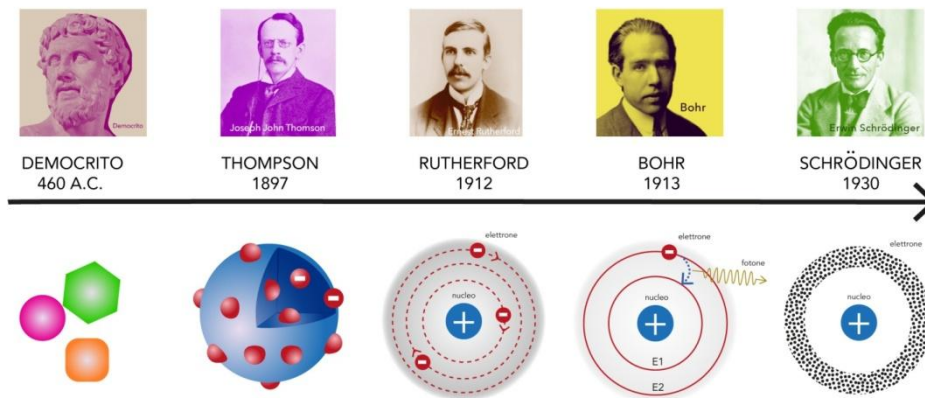 Democrito
Joseph John Thomson
Ernest Rutherford
Bohr
Erwin Schrödinger
DEMOCRITO
460 A.C.
THOMPSON
1897
RUTHERFORD
1912
BOHR
1913
SCHRÖDINGER
1930
elettrone
nucleo
elettrone
fotone
nucleo
E1
E2
elettrone
nucleo